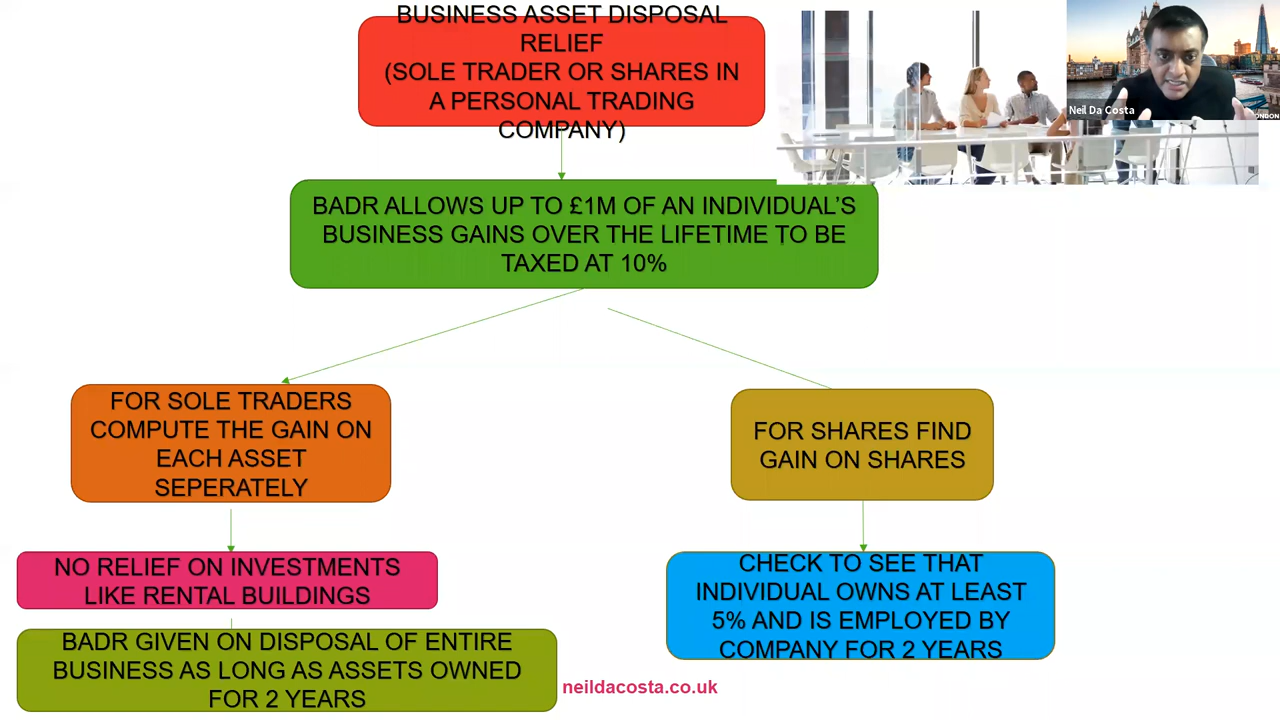 BUSINESS ASSET DISPOSAL
RELIEF
(SOLE TRADER OR SHARES IN
A PERSONAL TRADING
COMPANY)
Neil Da Costa
ONDON
BADR ALLOWS UP TO £1M OF AN INDIVIDUAL'S
BUSINESS GAINS OVER THE LIFETIME TO BE
TAXED AT 10%
FOR SOLE TRADERS
COMPUTE THE GAIN ON
EACH ASSET
SEPERATELY
FOR SHARES FIND
GAIN ON SHARES
NO RELIEF ON INVESTMENTS
LIKE RENTAL BUILDINGS
CHECK TO SEE THAT
INDIVIDUAL OWNS AT LEAST
5% AND IS EMPLOYED BY
COMPANY FOR 2 YEARS
BADR GIVEN ON DISPOSAL OF ENTIRE
BUSINESS AS LONG AS ASSETS OWNED
FOR 2 YEARS
neildacosta.co.uk